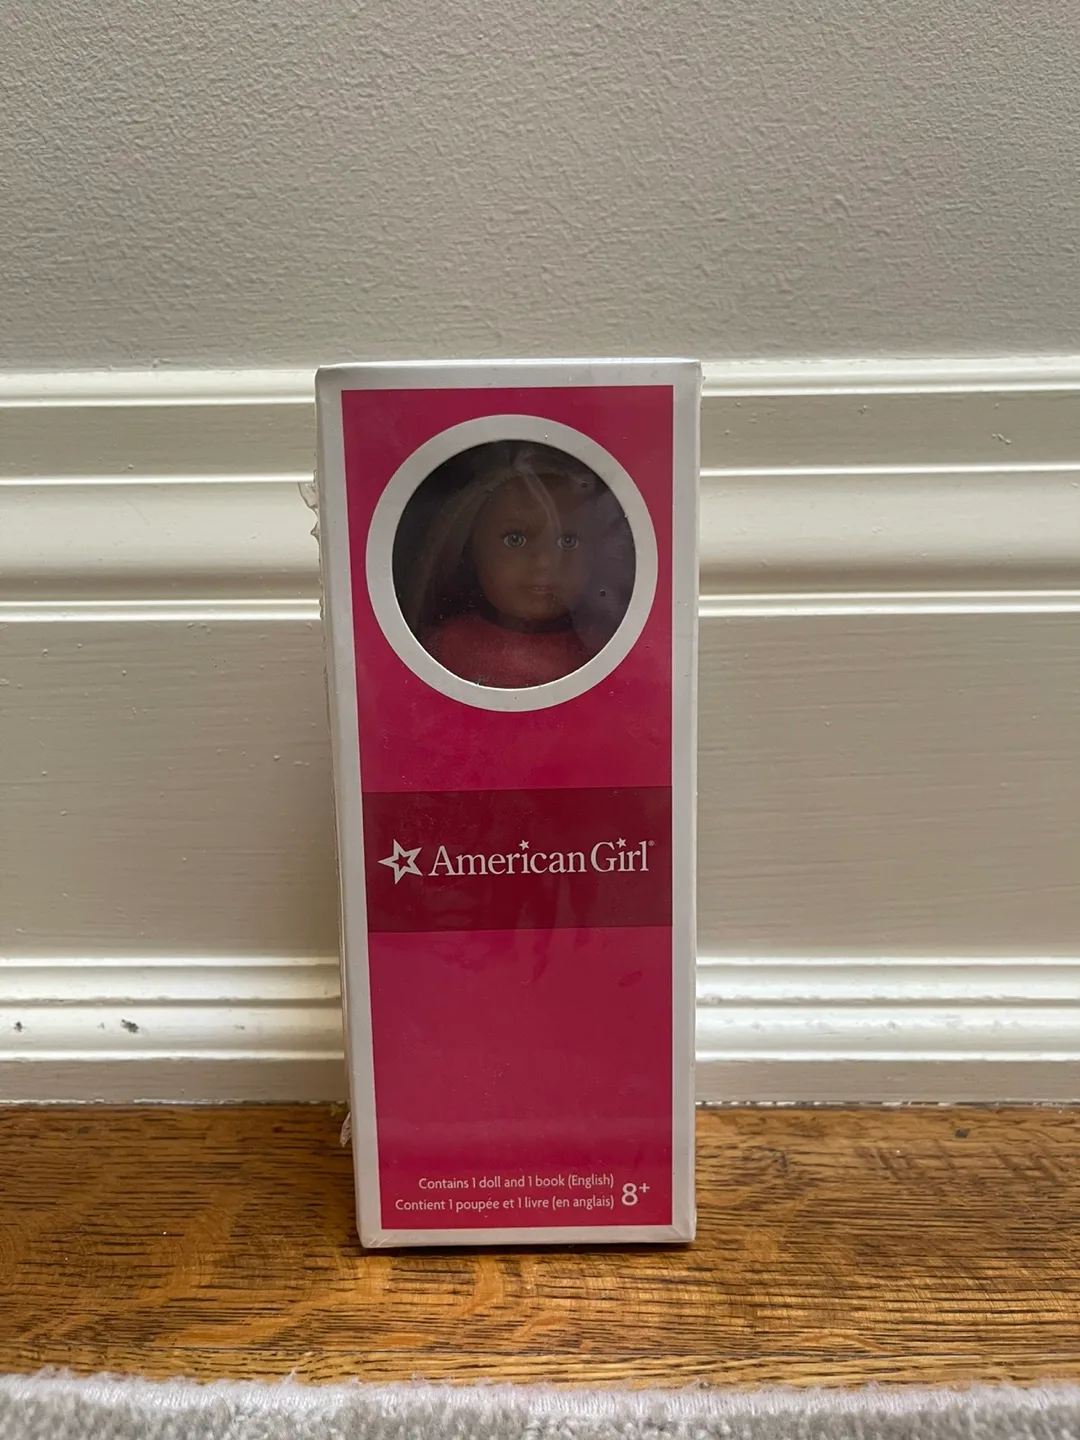 American Girl®
Contains 1 doll and 1 book (English)
Contient 1 poupée et 1 livre (en anglais)
8+